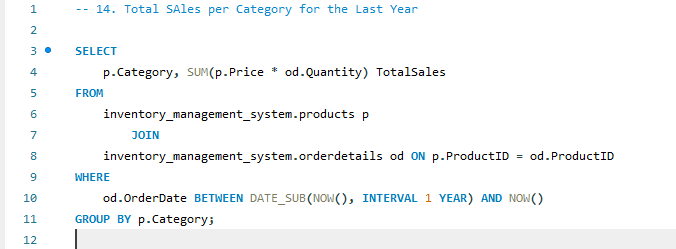 1 -- 14. Total SAles per Category for the Last Year
2
3 SELECT
4 p.Category, SUM(p.Price * od.Quantity) TotalSales
5 FROM
6 inventory_management_system.products p
7 JOIN
8 inventory_management_system.orderdetails od ON p.ProductID = od.ProductID
9 WHERE
10 od.OrderDate BETWEEN DATE_SUB(NOW(), INTERVAL 1 YEAR) AND NOW()
11 GROUP BY p.Category;
12